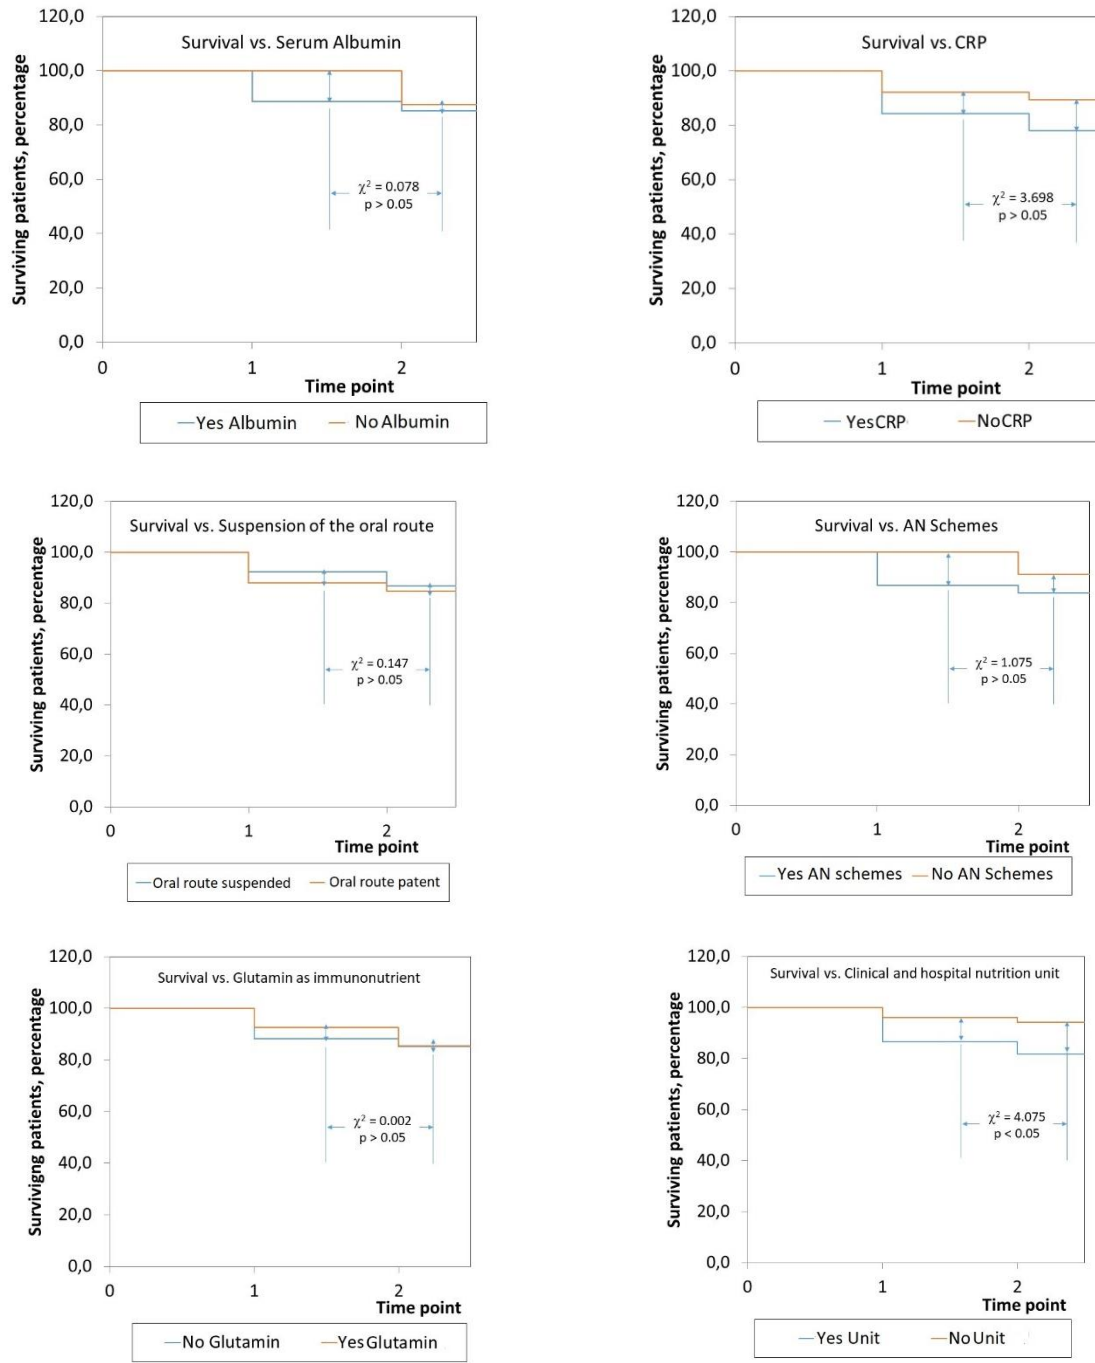 120,0
Survival vs. Serum Albumin
100,0
80,0
60,0
40,0
20,0
0,0
Surviving patients, percentage
χ² = 0.078
p > 0.05
0 1 2
Time point
Yes Albumin No Albumin
120,0
Survival vs. CRP
100,0
80,0
60,0
40,0
20,0
0,0
Surviving patients, percentage
χ² = 3.698
p > 0.05
0 1 2
Time point
YesCRP NoCRP
120,0
Survival vs. Suspension of the oral route
100,0
80,0
60,0
40,0
20,0
0,0
Surviving patients, percentage
χ² = 0.147
p > 0.05
0 1 2
Time point
Oral route suspended Oral route patent
120,0
Survival vs. AN Schemes
100,0
80,0
60,0
40,0
20,0
0,0
Surviving patients, percentage
χ² = 1.075
p > 0.05
0 1 2
Time point
Yes AN schemes No AN Schemes
120,0
Survival vs. Glutamin as immunonutrient
100,0
80,0
60,0
40,0
20,0
0,0
Survivigng patients, percentage
χ² = 0.002
p > 0.05
0 1 2
Time point
No Glutamin YesGlutamin
120,0
Survival vs. Clinical and hospital nutrition unit
100,0
80,0
60,0
40,0
20,0
0,0
Surviving patients, percentage
χ² = 4.075
p < 0.05
0 1 2
Time point
Yes Unit No Unit